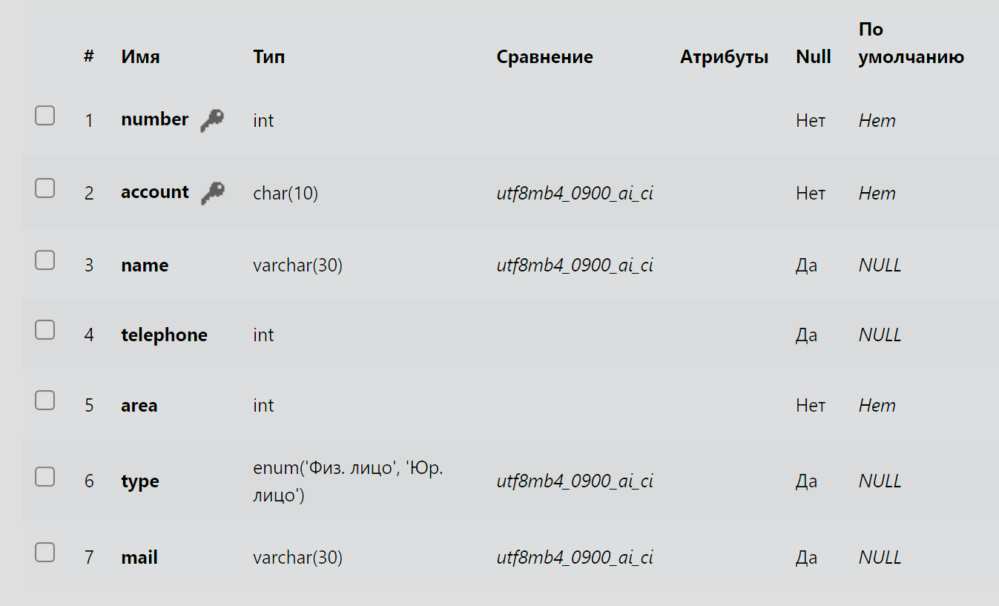 # Имя Тип Сравнение Атрибуты Null По умолчанию
1 number int Нет Нет
2 account char(10) utf8mb4_0900_ai_ci Нет Нет
3 name varchar(30) utf8mb4_0900_ai_ci Да NULL
4 telephone int Да NULL
5 area int Нет Нет
6 type enum('Физ. лицо', 'Юр.
лицо') utf8mb4_0900_ai_ci Да NULL
7 mail varchar(30) utf8mb4_0900_ai_ci Да NULL